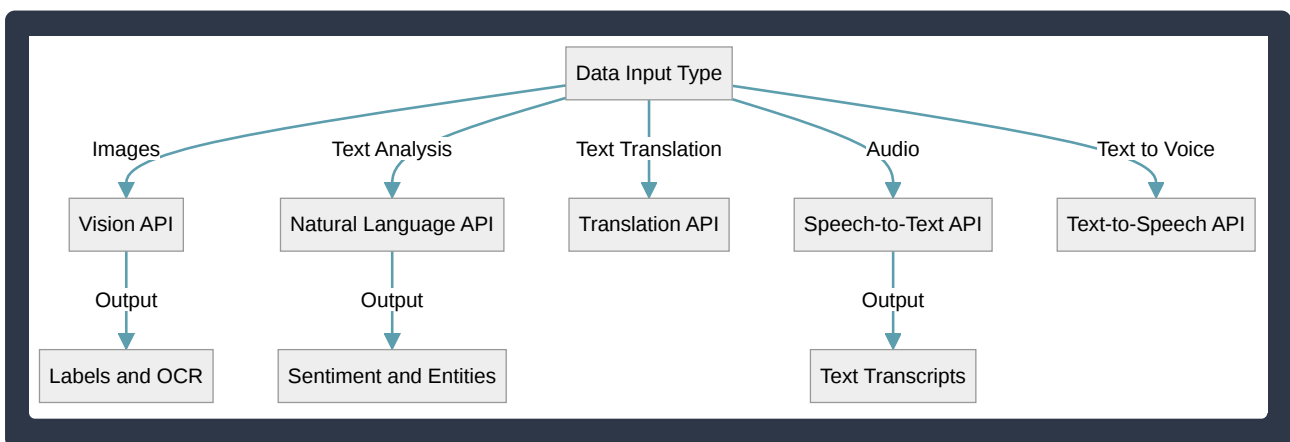 Data Input Type
Images
Text Analysis
Text Translation
Audio
Text to Voice
Vision API
Natural Language API
Translation API
Speech-to-Text API
Text-to-Speech API
Output
Output
Output
Labels and OCR
Sentiment and Entities
Text Transcripts